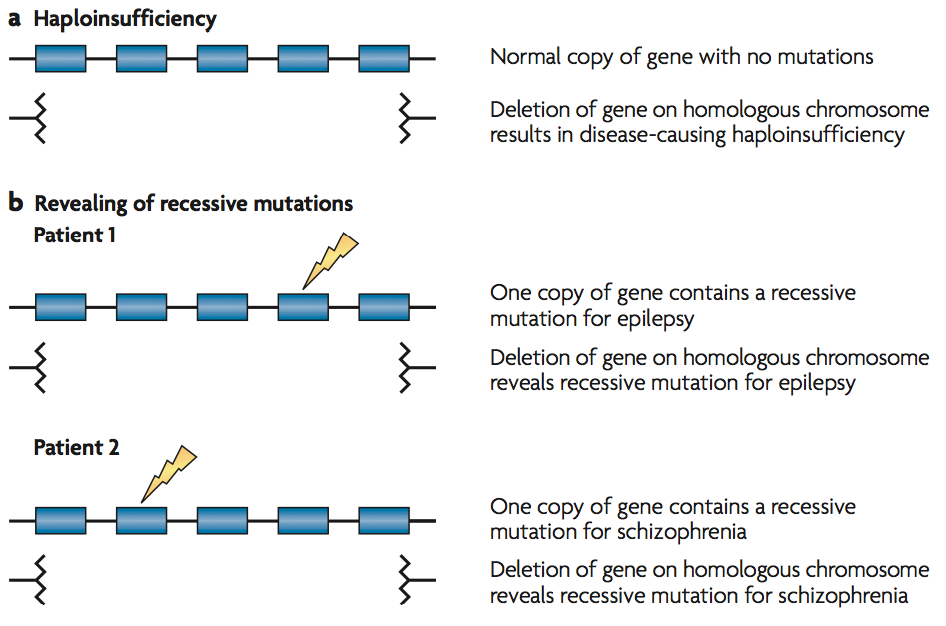 a Haploinsufficiency
Normal copy of gene with no mutations
Deletion of gene on homologous chromosome
results in disease-causing haploinsufficiency
b Revealing of recessive mutations
Patient 1
One copy of gene contains a recessive
mutation for epilepsy
Deletion of gene on homologous chromosome
reveals recessive mutation for epilepsy
Patient 2
One copy of gene contains a recessive
mutation for schizophrenia
Deletion of gene on homologous chromosome
reveals recessive mutation for schizophrenia